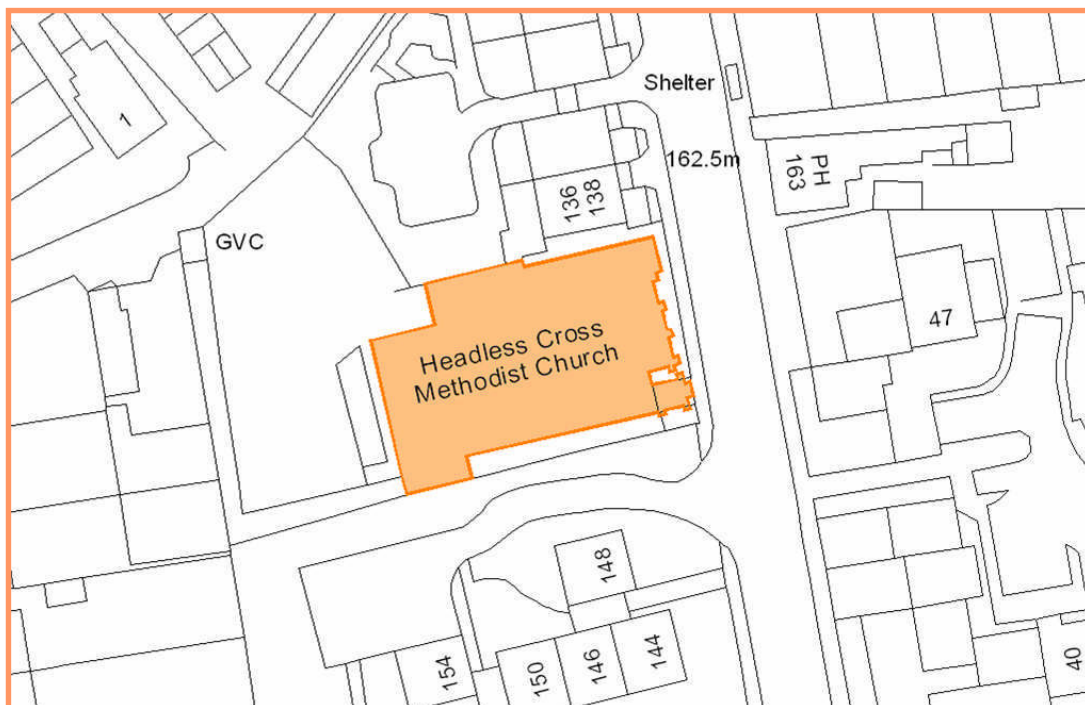 Shelter
1
162.5m
PH
163
136
138
GVC
47
Headless Cross
Methodist Church
148
154
150
146
144
40